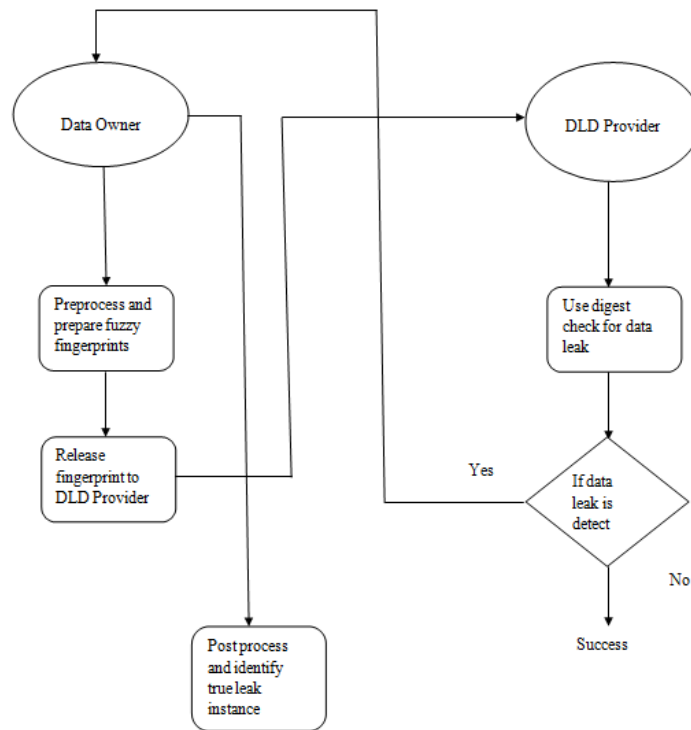 Data Owner
DLD Provider
Preprocess and
prepare fuzzy
fingerprints
Use digest
check for data
leak
Release
fingerprint to
DLD Provider
Yes
If data
leak is
detect
No
Success
Post process
and identify
true leak
instance